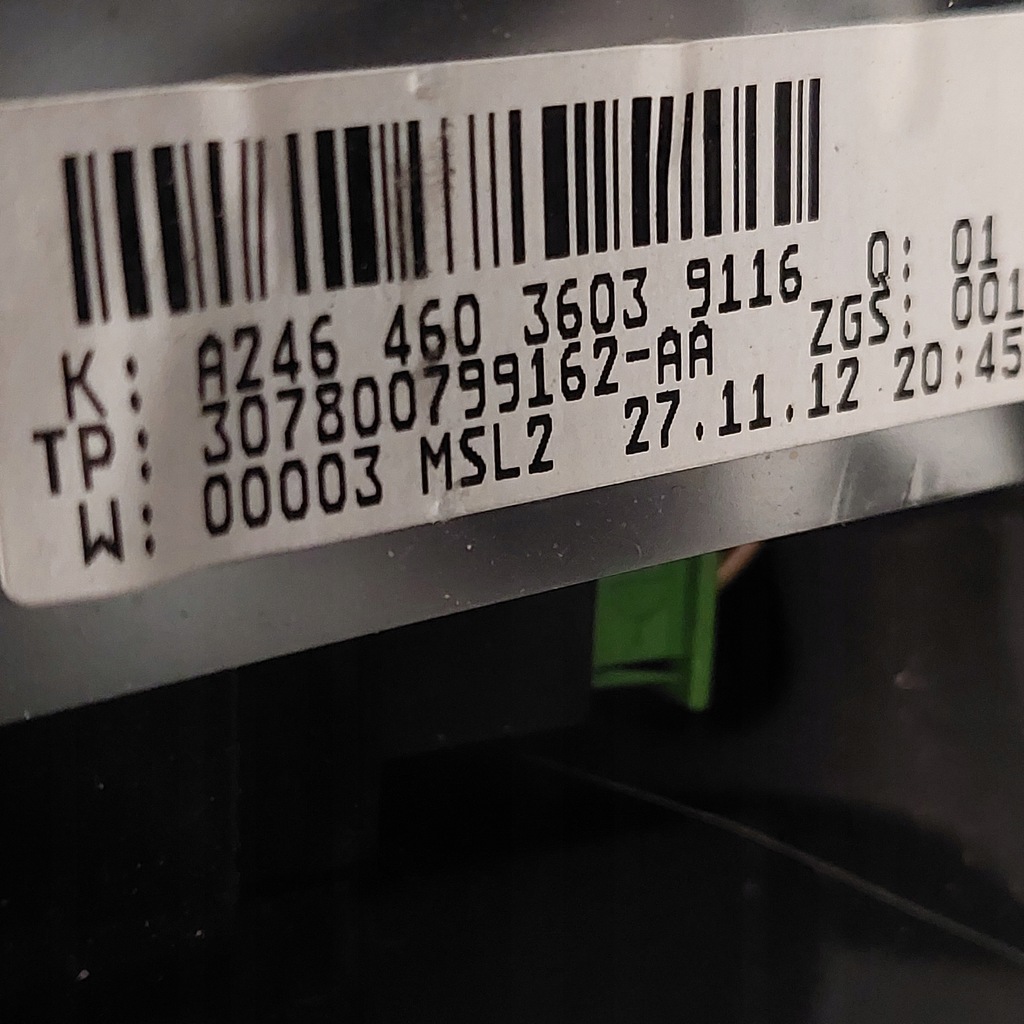 K: A246 460 3603 9116 Q: 01
TP: 307800799162-AA ZGS: 001
W: 00003 MSL2 27.11.12 20:45